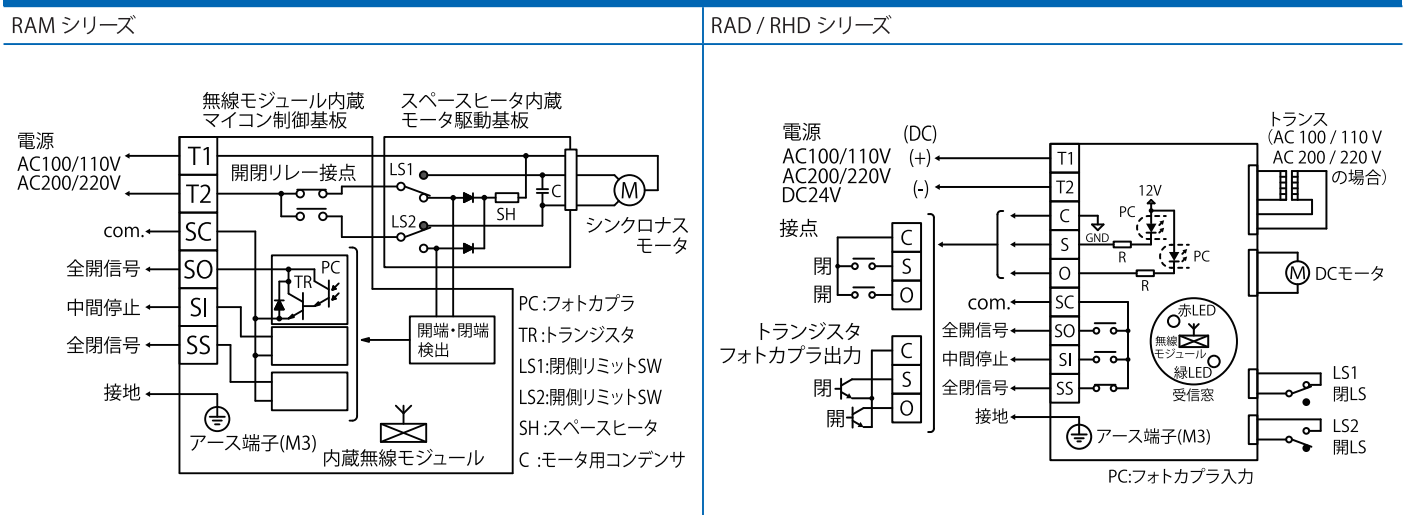 RAM シリーズ
無線モジュール内蔵
マイコン制御基板
スペースヒータ内蔵
モータ駆動基板
電源
AC100/110V
AC200/220V
T1
T2
SC
SO
SI
SS
開閉リレー接点
LS1
LS2
C
SH
M
シンクロナス
モータ
com.
全開信号
中間停止
全閉信号
接地
PC
TR
開端・閉端
検出
アース端子(M3)
内蔵無線モジュール
PC :フォトカプラ
TR :トランジスタ
LS1:閉側リミットSW
LS2:開側リミットSW
SH :スペースヒータ
C :モータ用コンデンサ
RAD / RHD シリーズ
電源
AC100/110V
AC200/220V
DC24V
(DC)
(+)
(-)
接点
C
S
O
閉
開
トランジスタ
フォトカプラ出力
C
S
O
閉
開
T1
T2
C
S
O
SC
SO
SI
SS
com.
全開信号
中間停止
全閉信号
接地
アース端子(M3)
12V
PC
GND
R
PC
R
赤LED
無線
モジュール
緑LED
受信窓
トランス
(AC 100 / 110 V
AC 200 / 220 V
の場合)
M
DCモータ
LS1
閉LS
LS2
開LS
PC:フォトカプラ入力